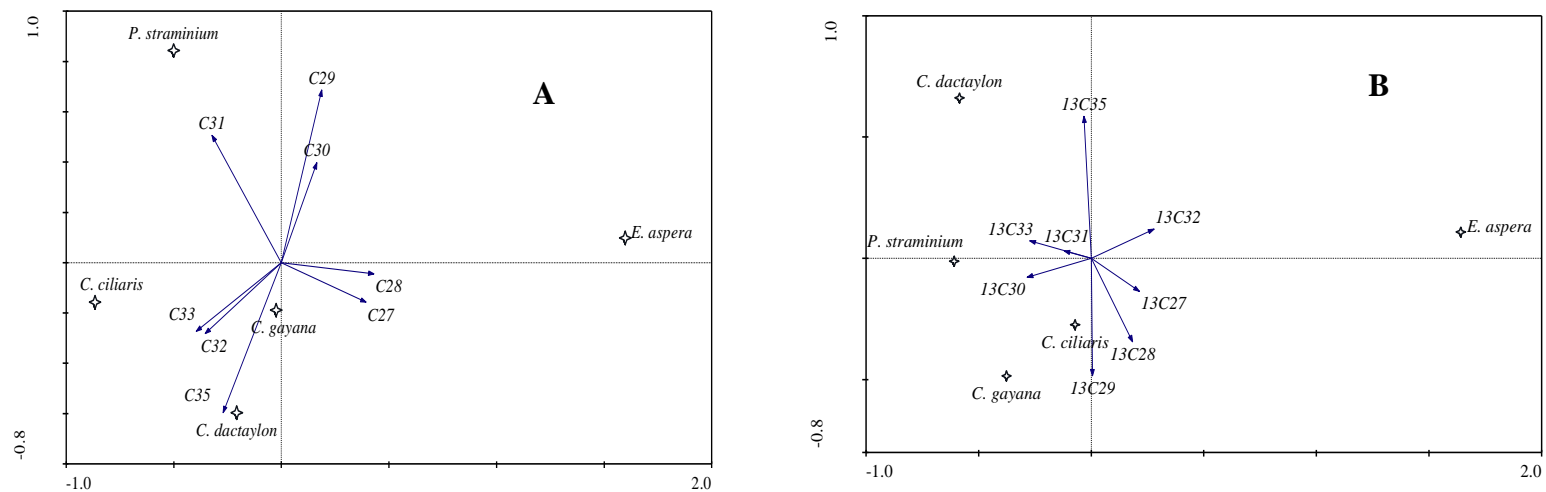 1.0
P. straminium
C29
A
C31
C30
E. aspera
C28
C. ciliaris
C33
C27
C. gayana
C32
C35
C. dactaylon
-0.8
-1.0
2.0
1.0
C. dactaylon
B
13C35
13C32
13C33
13C31
E. aspera
P. straminium
13C30
13C27
C. ciliaris
13C28
13C29
C. gayana
-0.8
-1.0
2.0